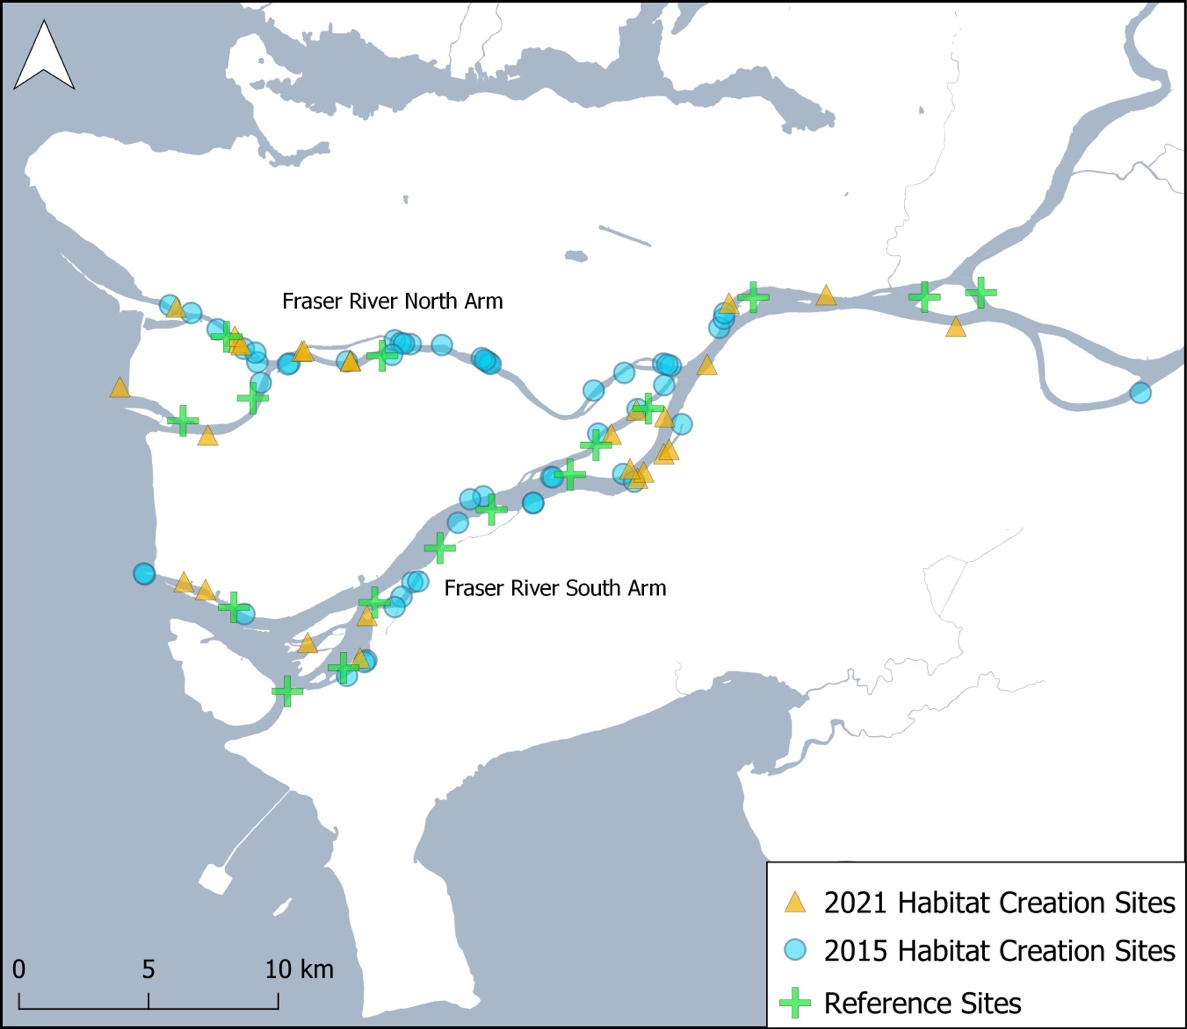 Fraser River North Arm
Fraser River South Arm
2021 Habitat Creation Sites
2015 Habitat Creation Sites
Reference Sites
0 5 10 km